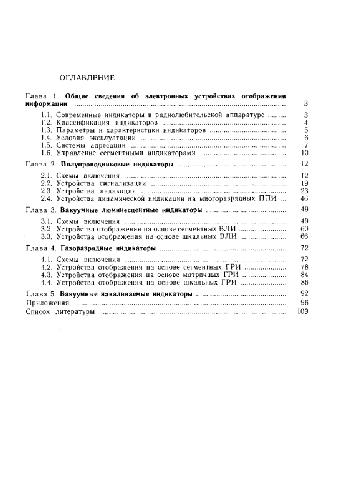 ОГЛАВЛЕНИЕ
Глава 1. Общие сведения об электронных устройствах отображения
информации 3
1.1. Современные индикаторы в радиолюбительской аппаратуре 3
1.2. Классификация индикаторов 4
1.3. Параметры и характеристики индикаторов 5
1.4. Условия эксплуатации 6
1.5. Системы адресации 7
1.6. Управление сегментными индикаторами 10
Глава 2. Полупроводниковые индикаторы 12
2.1. Схемы включения 12
2.2. Устройства сигнализации 19
2.3. Устройства индикации 23
2.4. Устройства динамической индикации на многоразрядных ППИ 46
Глава 3. Вакуумные люминесцентные индикаторы 49
3.1. Схемы включения 49
3.2. Устройства отображения на основе сегментных ВЛИ 60
3.3. Устройства отображения на основе шкальных ВЛИ 66
Глава 4. Газоразрядные индикаторы 72
4.1. Схемы включения 72
4.2. Устройства отображения на основе сегментных ГРИ 78
4.3. Устройства отображения на основе матричных ГРИ 84
4.4. Устройства отображения на основе шкальных ГРИ 86
Глава 5. Вакуумные накаливаемые индикаторы 92
Приложения 96
Список литературы 109